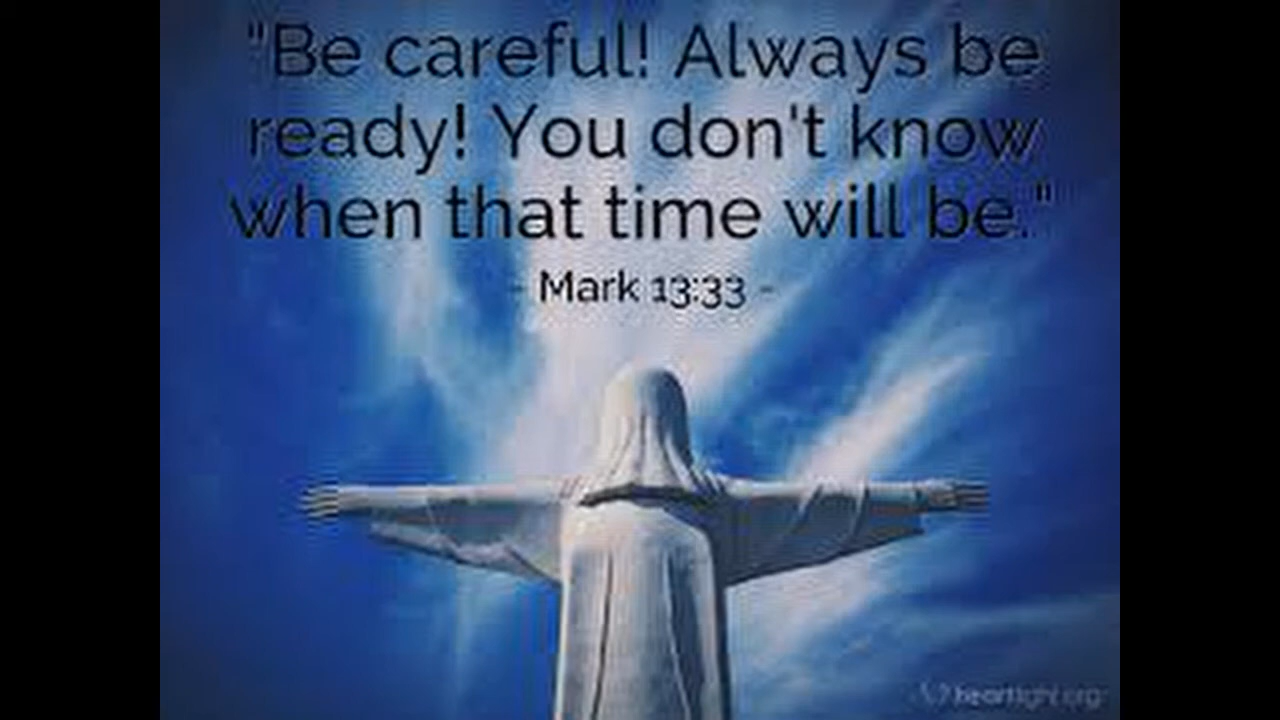 "Be careful! Always be
ready! You don't know
when that time will be."
- Mark 13:33 -
heartlight.org